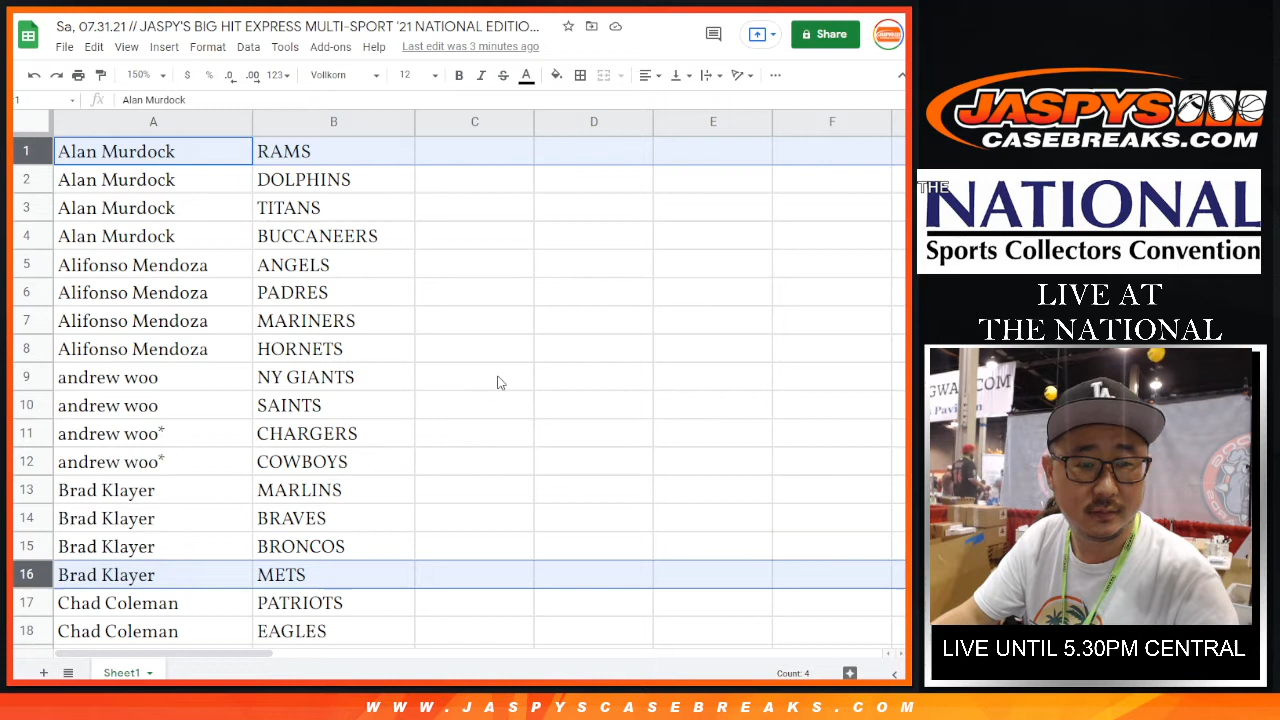 Sa, 07.31.21 // JASPY'S BIG HIT EXPRESS MULTI-SPORT '21 NATIONAL EDITIO...
File Edit View Insert Format Data Tools Add-ons Help Last edit was 3 minutes ago
Share
150% $ % .0 .00 123 Vollkorn 12 B I S A
1 fx Alan Murdock
A B C D E F
1 Alan Murdock RAMS
2 Alan Murdock DOLPHINS
3 Alan Murdock TITANS
4 Alan Murdock BUCCANEERS
5 Alifonso Mendoza ANGELS
6 Alifonso Mendoza PADRES
7 Alifonso Mendoza MARINERS
8 Alifonso Mendoza HORNETS
9 andrew woo NY GIANTS
10 andrew woo SAINTS
11 andrew woo* CHARGERS
12 andrew woo* COWBOYS
13 Brad Klayer MARLINS
14 Brad Klayer BRAVES
15 Brad Klayer BRONCOS
16 Brad Klayer METS
17 Chad Coleman PATRIOTS
18 Chad Coleman EAGLES
Sheet1 Count: 4
JASPYS
CASEBREAKS.COM
THE
NATIONAL
Sports Collectors Convention
LIVE AT
THE NATIONAL
GWA .COM
Pavilion
LA
LIVE UNTIL 5.30PM CENTRAL
WWW.JASPYSCASEBREAKS.COM